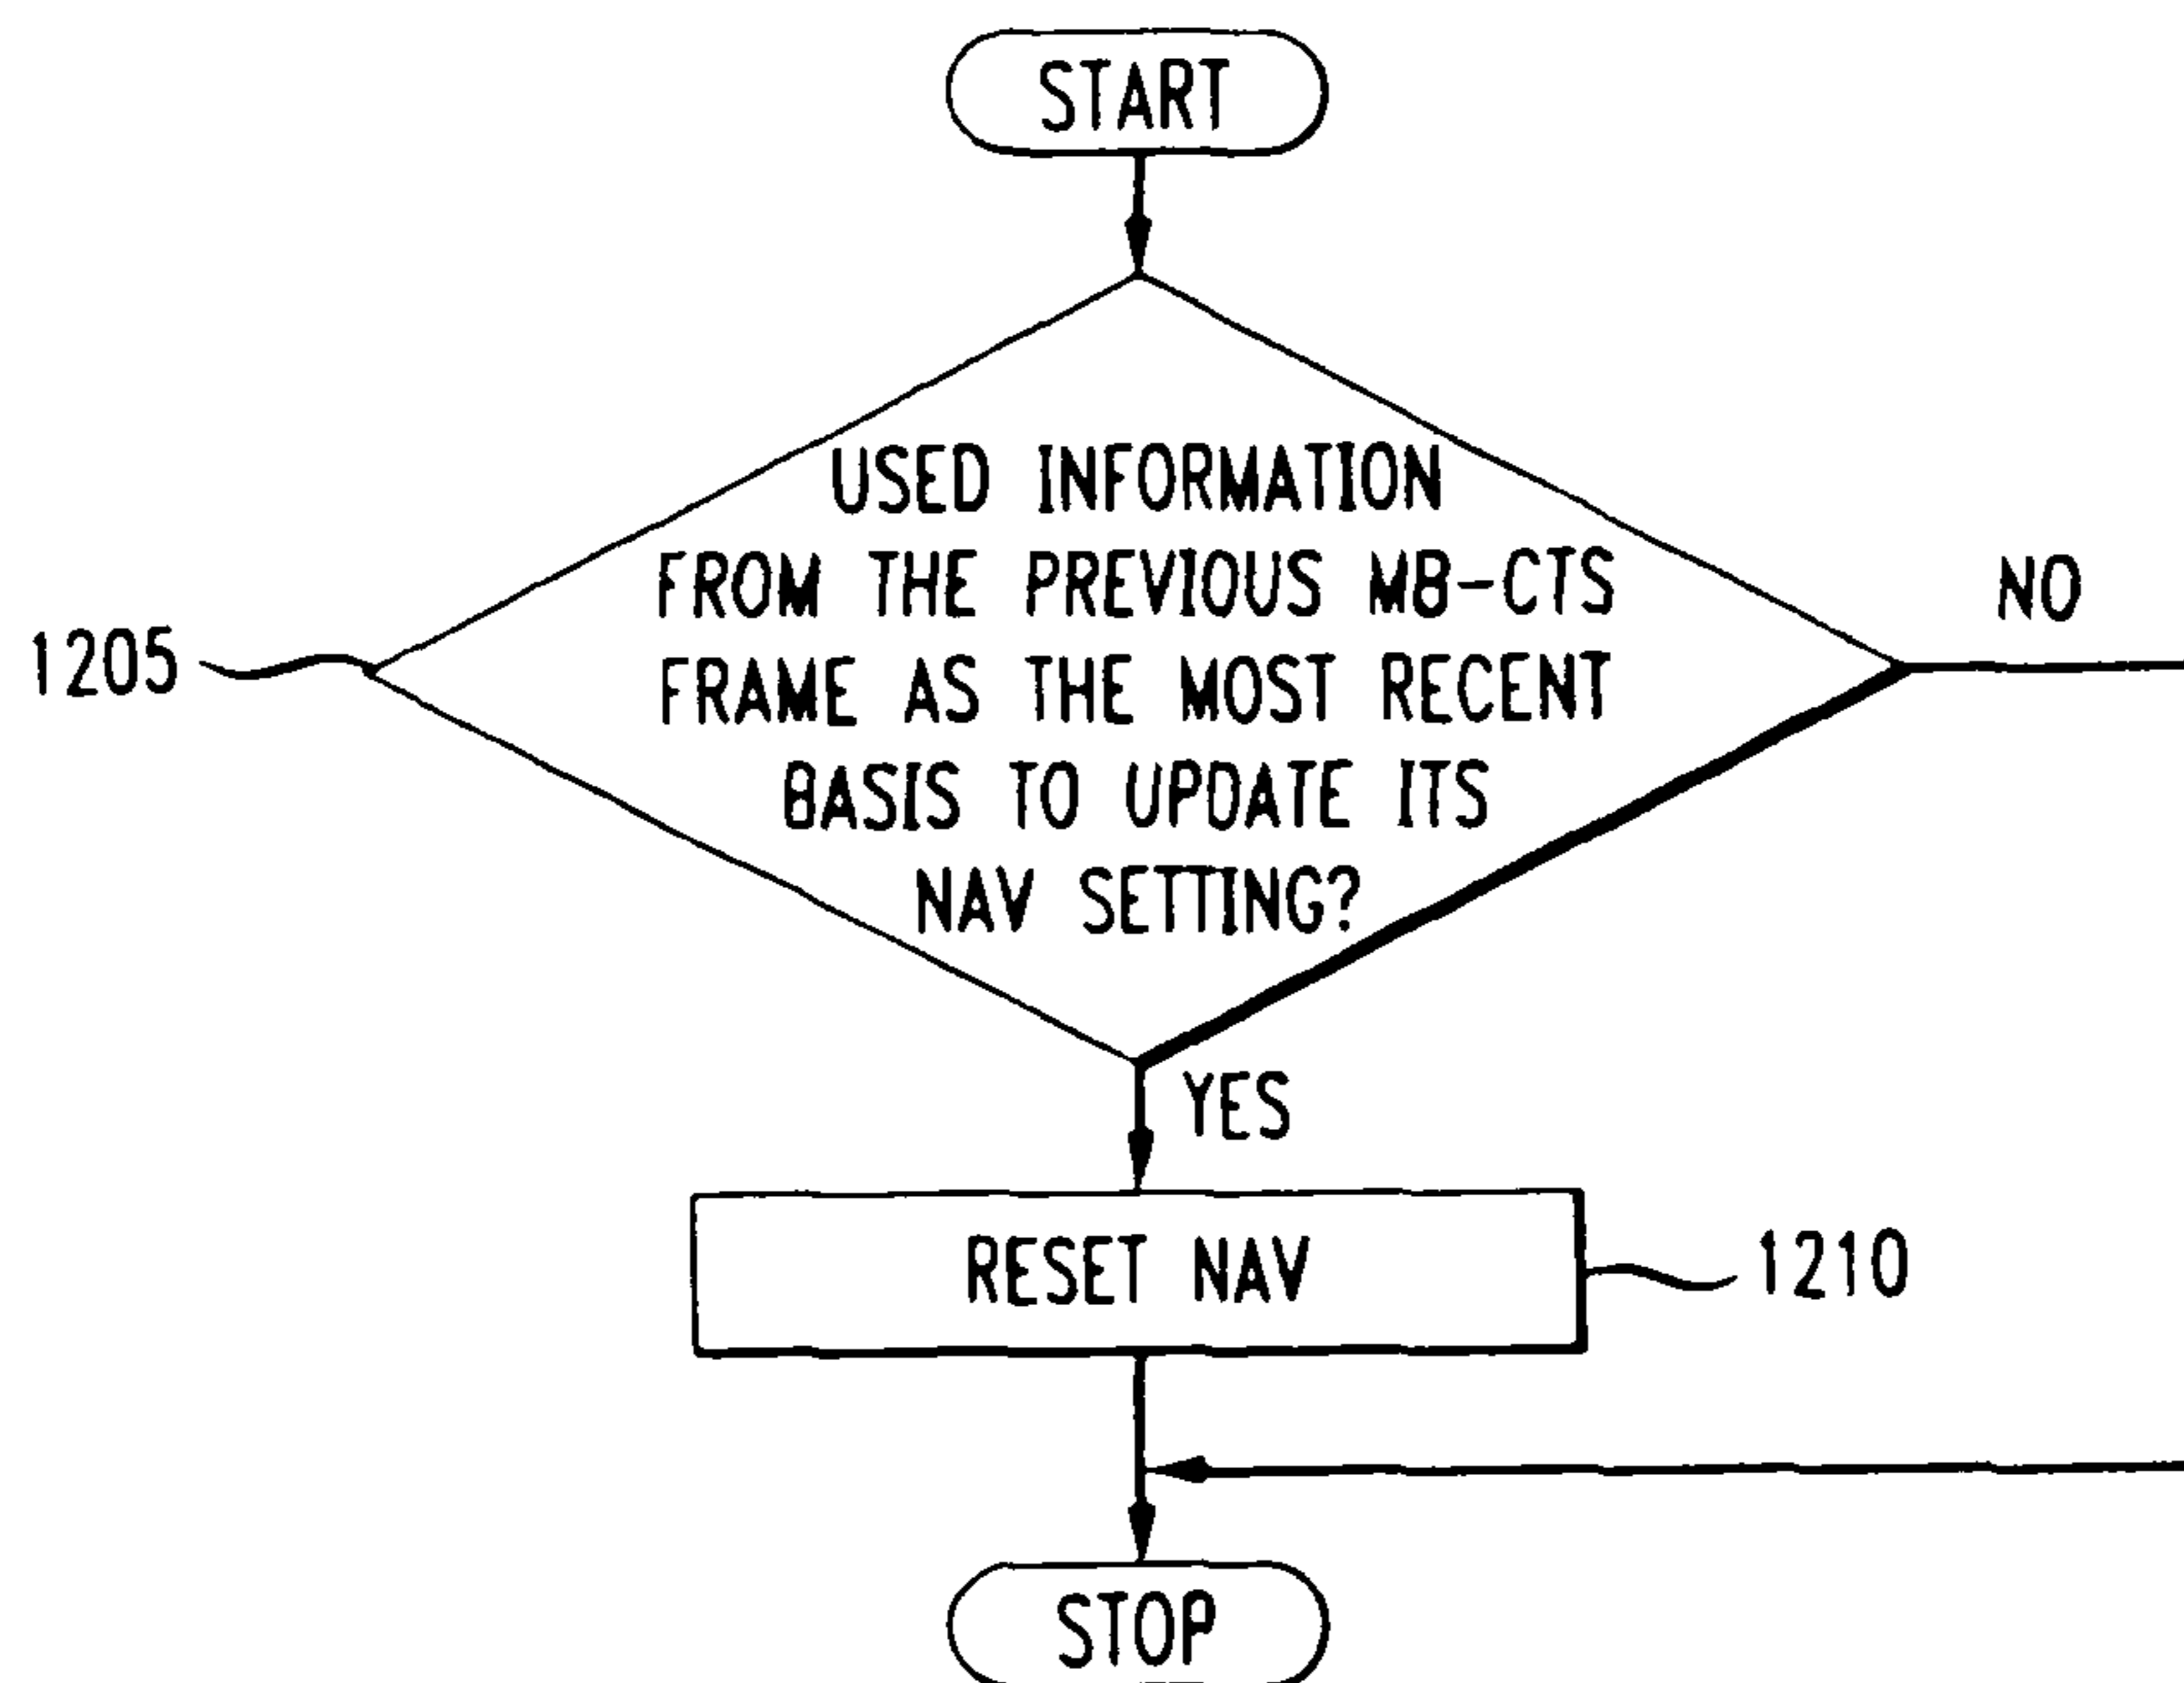 START
USED INFORMATION
FROM THE PREVIOUS MB-CTS
FRAME AS THE MOST RECENT
BASIS TO UPDATE ITS
NAV SETTING?
NO
1205
YES
RESET NAV
1210
STOP